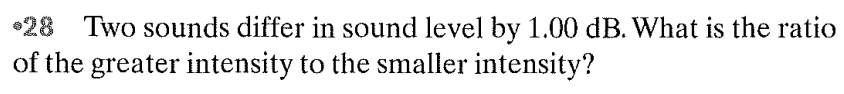 •28 Two sounds differ in sound level by 1.00 dB. What is the ratio
of the greater intensity to the smaller intensity?